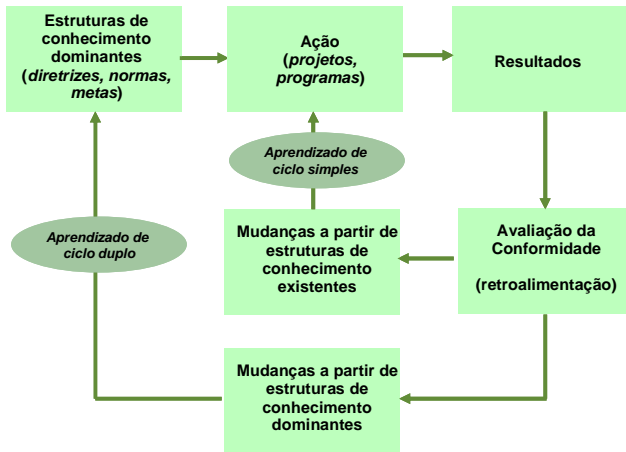 Estruturas de
conhecimento
dominantes
(diretrizes, normas,
metas)
Ação
(projetos,
programas)
Resultados
Aprendizado de
ciclo simples
Aprendizado de
ciclo duplo
Mudanças a partir de
estruturas de
conhecimento
existentes
Avaliação da
Conformidade
(retroalimentação)
Mudanças a partir de
estruturas de
conhecimento
dominantes